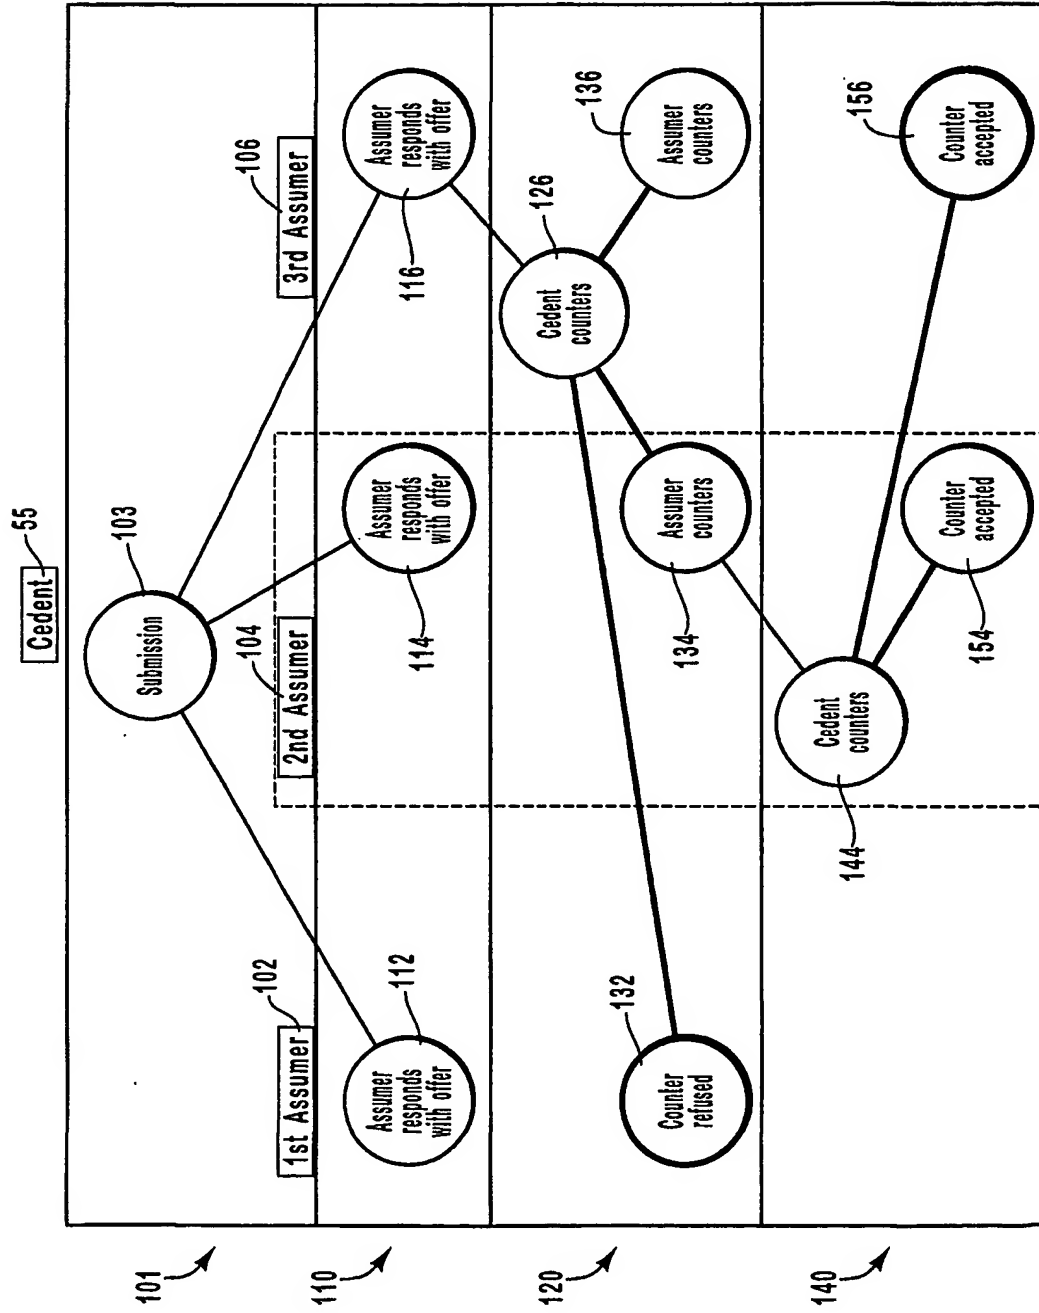 Cedent
55
103
Submission
1st Assumer
102
2nd Assumer
104
3rd Assumer
106
101
Assumer
responds
with offer
112
Assumer
responds
with offer
114
Assumer
responds
with offer
116
110
Cedent
counters
126
Counter
refused
132
Assumer
counters
134
Assumer
counters
136
120
Cedent
counters
144
Counter
accepted
154
Counter
accepted
156
140